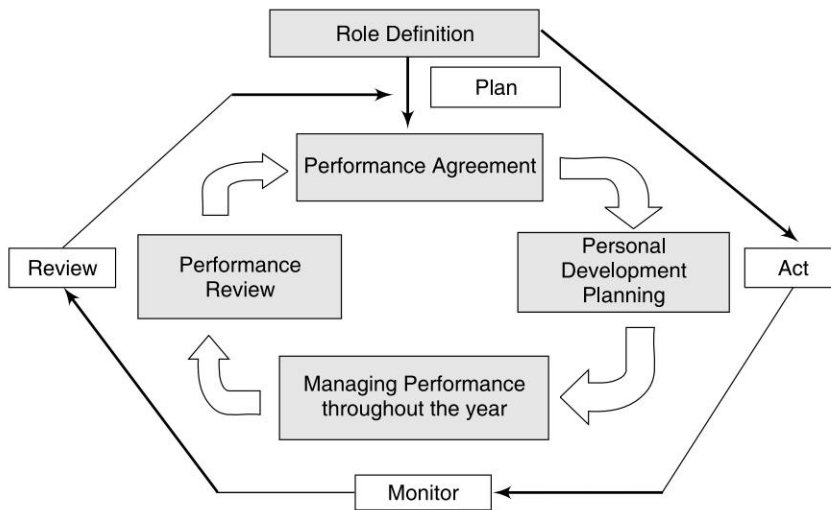 Role Definition
Plan
Performance Agreement
Review
Performance
Review
Personal
Development
Planning
Act
Managing Performance
throughout the year
Monitor